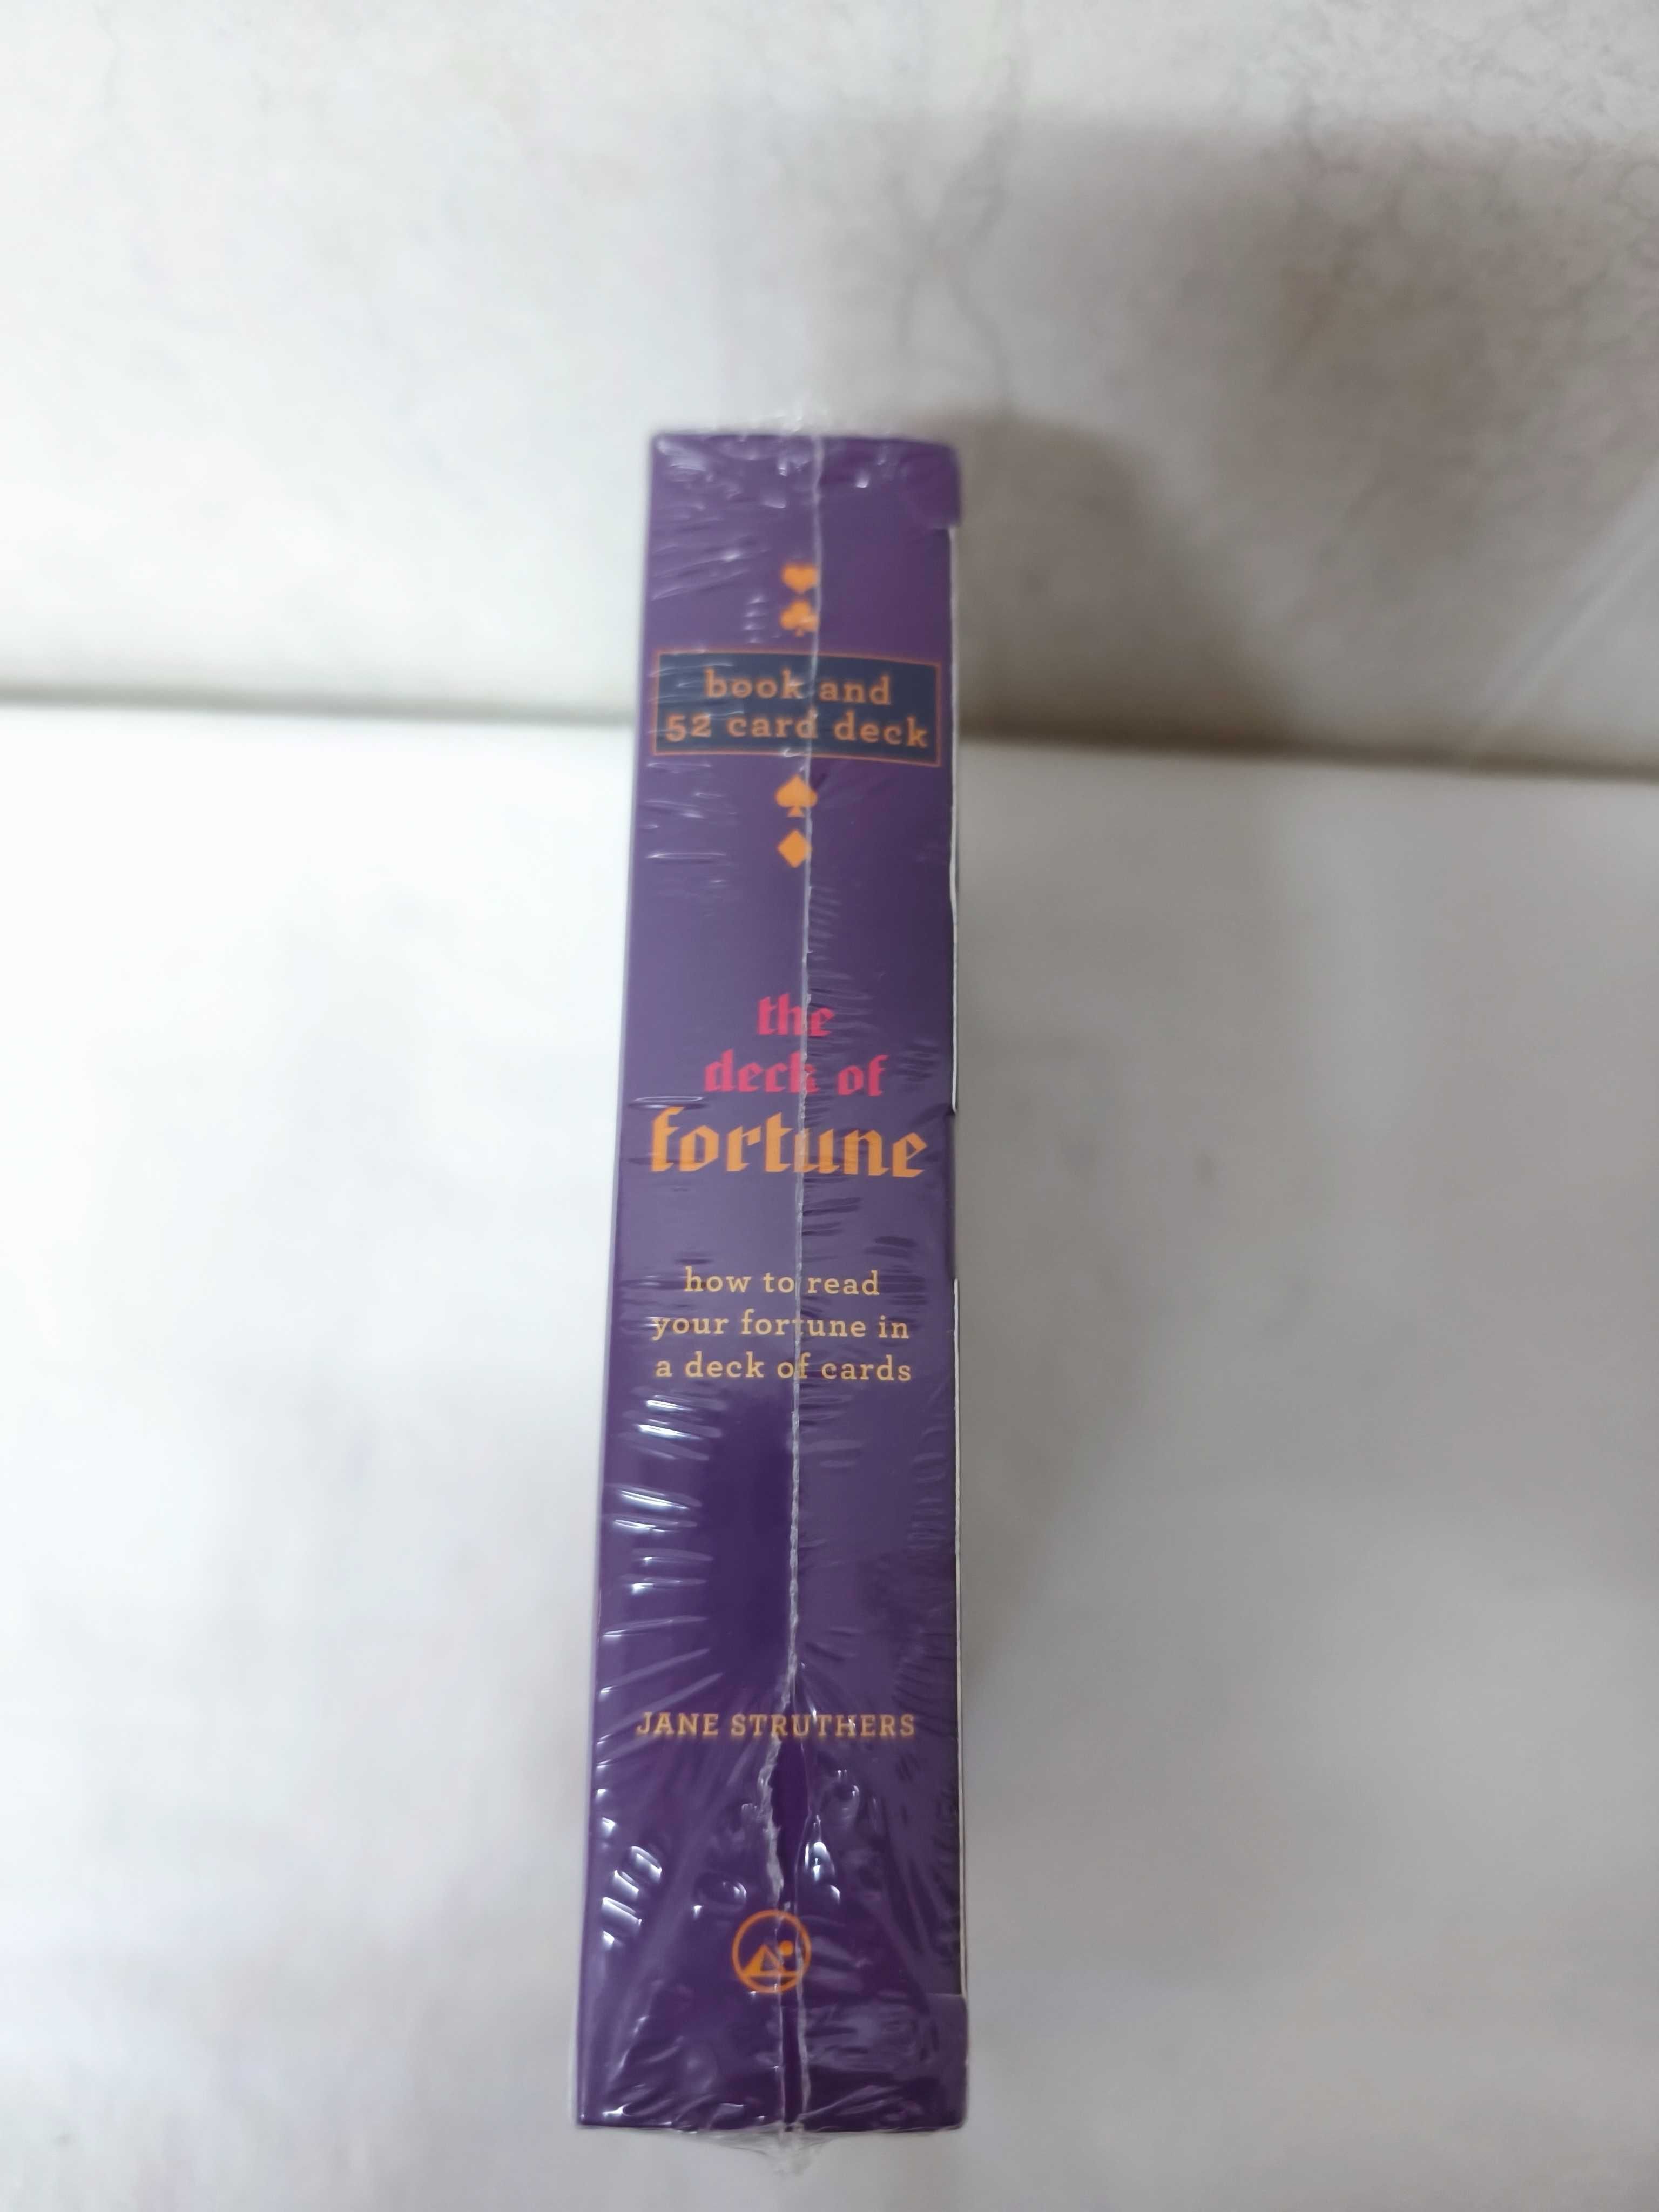 book and
52 card deck
the
deck of
fortune
how to read
your fortune in
a deck of cards
JANE STRUTHERS